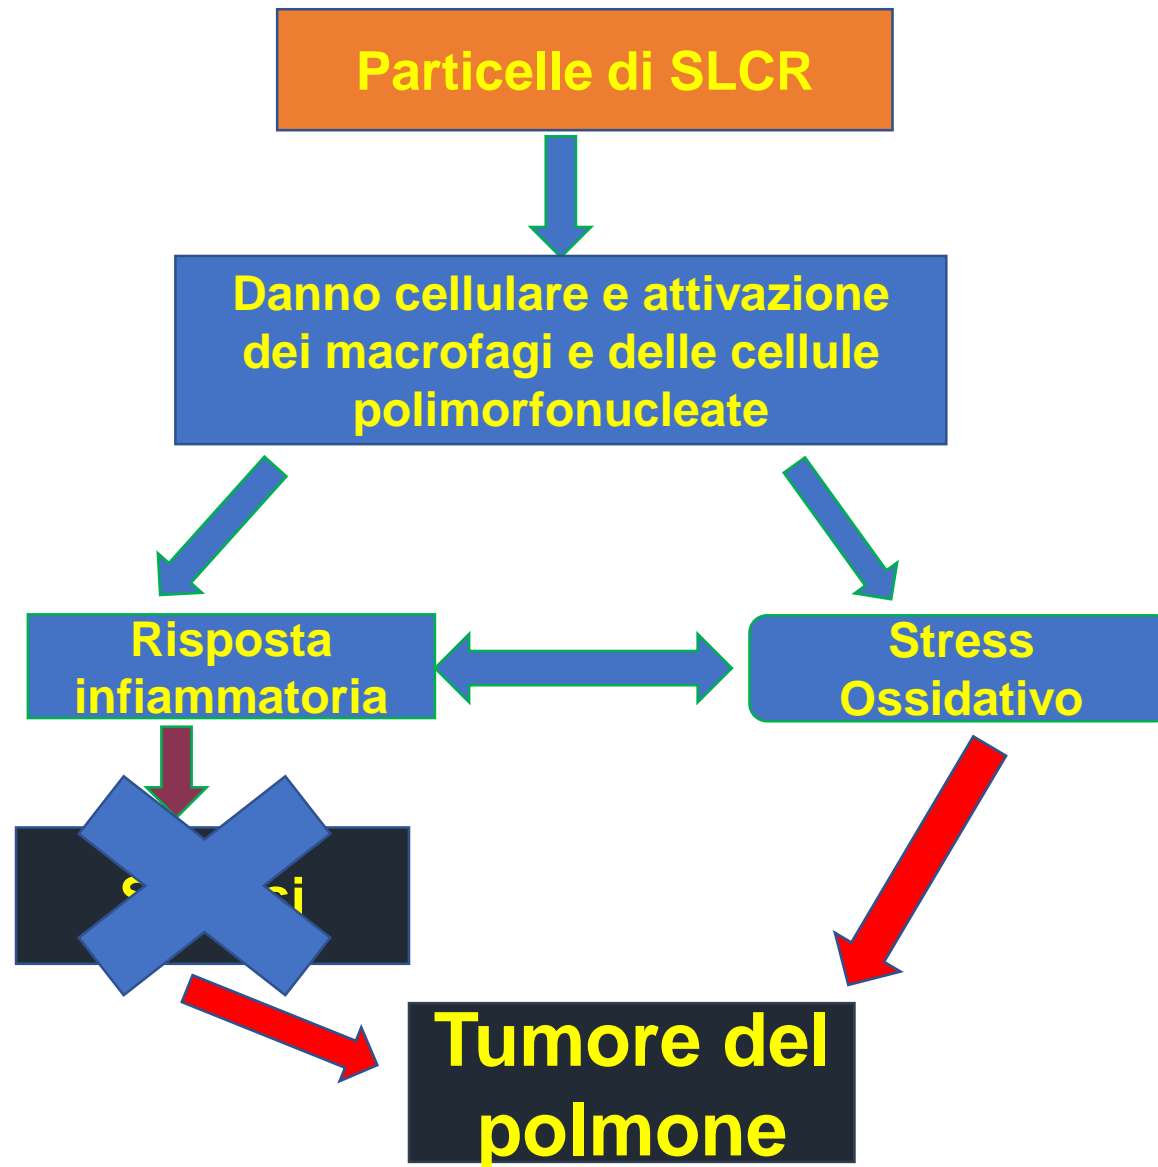 Particelle di SLCR
Danno cellulare e attivazione
dei macrofagi e delle cellule
polimorfonucleate
Risposta
infiammatoria
Stress
Ossidativo
Tumore del
polmone